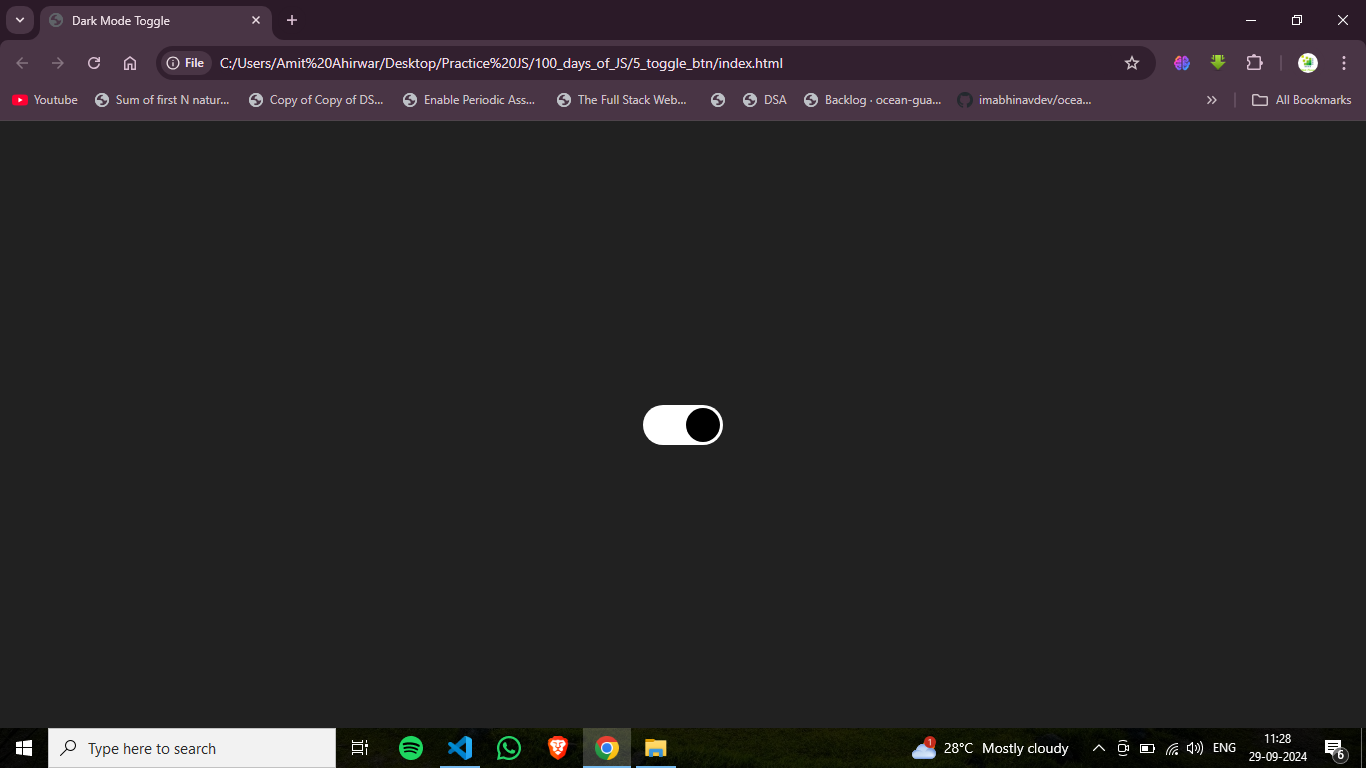 Dark Mode Toggle
File
C:/Users/Amit%20Ahirwar/Desktop/Practice%20JS/100_days_of_JS/5_toggle_btn/index.html
Youtube
Sum of first N natur...
Copy of Copy of DS...
Enable Periodic Ass...
The Full Stack Web...
DSA
Backlog · ocean-gua...
imabhinavdev/ocea...
All Bookmarks
Type here to search
1
28°C Mostly cloudy
ENG
11:28
29-09-2024
6